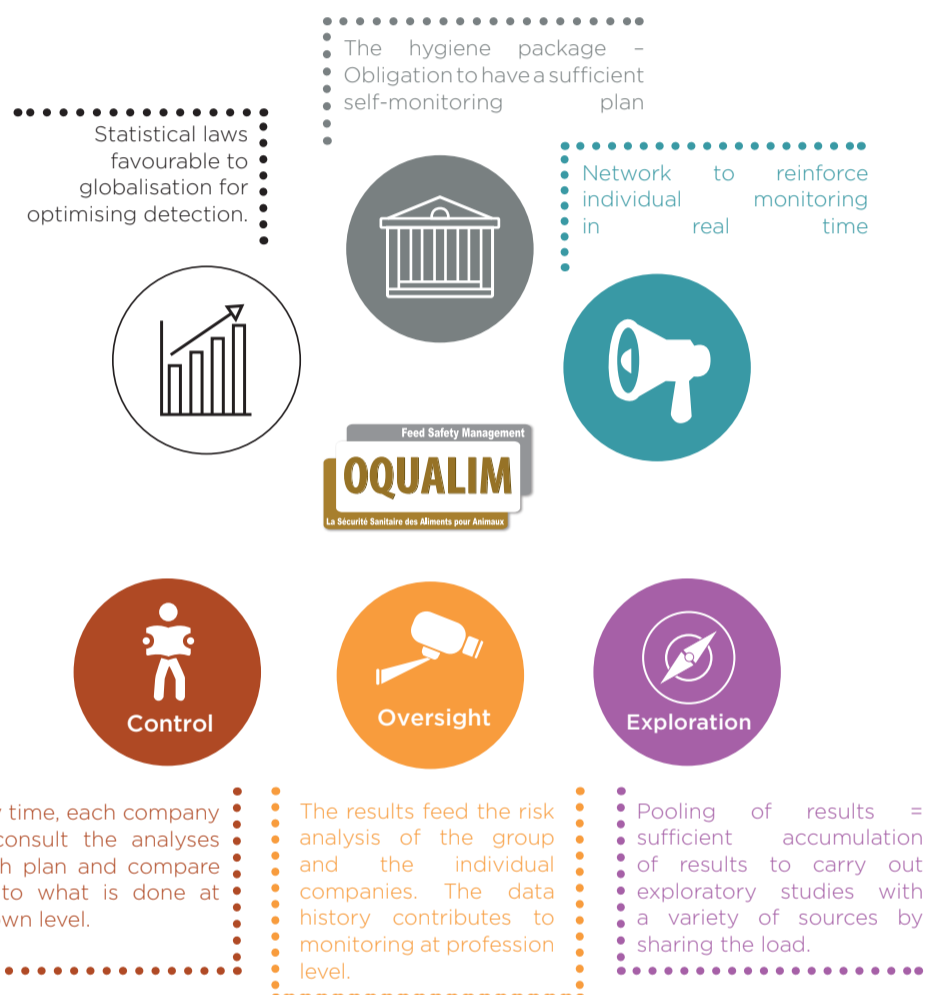 The hygiene package –
Obligation to have a sufficient
self-monitoring plan
Statistical laws
favourable to
globalisation for
optimising detection.
Network to reinforce
individual monitoring
in real time
Feed Safety Management
OQUALIM
La Sécurité Sanitaire des Aliments pour Animaux
Control
Oversight
Exploration
time, each company
consult the analyses
plan and compare
to what is done at
level.
The results feed the risk
analysis of the group
and the individual
companies. The data
history contributes to
monitoring at profession
level.
Pooling of results =
sufficient accumulation
of results to carry out
exploratory studies with
a variety of sources by
sharing the load.